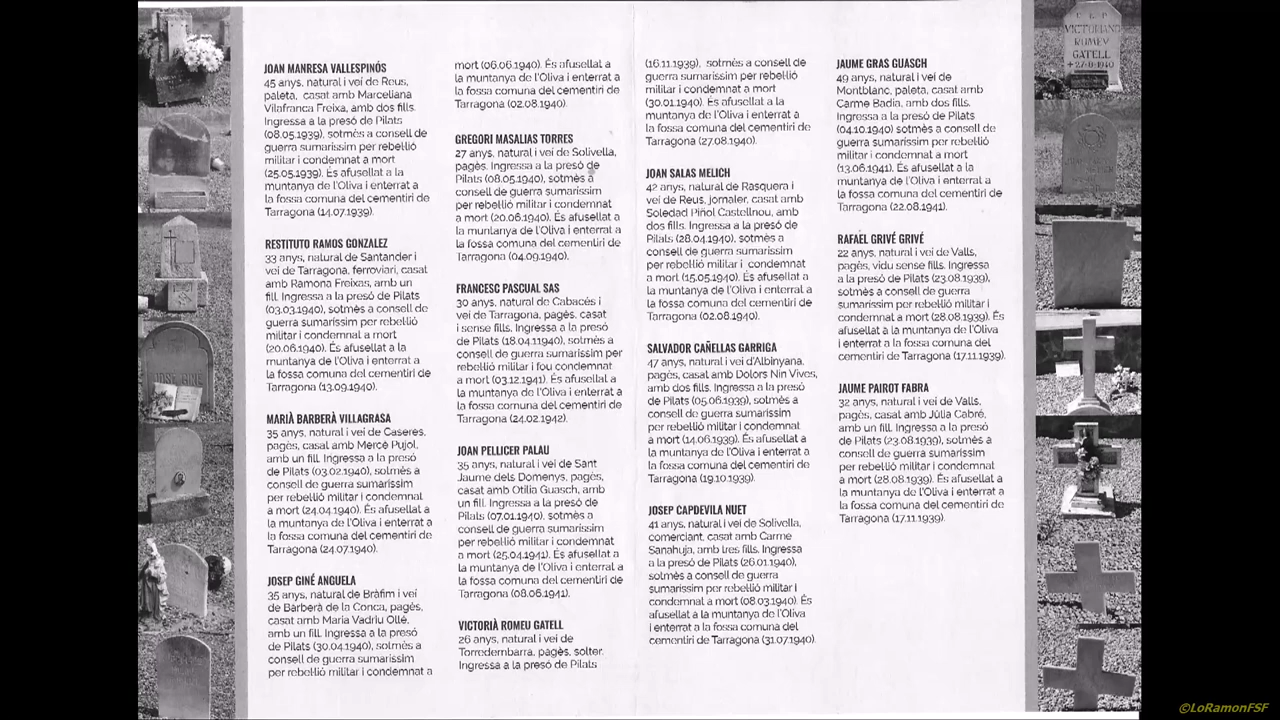 JOAN MANRESA VALLESPINÓS
45 anys, natural i veí de Reus,
paleta, casat amb Marcel·liana
Vilafranca Freixa, amb dos fills.
Ingressa a la presó de Pilats
(08.05.1939), sotmès a consell de
guerra sumaríssim per rebel·lió
militar i condemnat a mort
(25.05.1939). És afusellat a la
muntanya de l'Oliva i enterrat a
la fossa comuna del cementiri de
Tarragona (14.07.1939).
RESTITUTO RAMOS GONZALEZ
33 anys, natural de Santander i
veí de Tarragona, ferroviari, casat
amb Ramona Freixas, amb un
fill. Ingressa a la presó de Pilats
(03.03.1940), sotmès a consell de
guerra sumaríssim per rebel·lió
militar i condemnat a mort
(20.06.1940). És afusellat a la
muntanya de l'Oliva i enterrat a
la fossa comuna del cementiri de
Tarragona (13.09.1940).
MARIÀ BARBERÀ VILLAGRASA
35 anys, natural i veí de Caseres,
pagès, casat amb Mercè Pujol,
amb un fill. Ingressa a la presó
de Pilats (03.02.1940), sotmès a
consell de guerra sumaríssim
per rebel·lió militar i condemnat
a mort (24.04.1940). És afusellat a
la muntanya de l'Oliva i enterrat a
la fossa comuna del cementiri de
Tarragona (24.07.1940).
JOSEP GINÉ ANGUELA
35 anys, natural de Bràfim i veí
de Barberà de la Conca, pagès,
casat amb Maria Vadriu Ollé,
amb un fill. Ingressa a la presó
de Pilats (30.04.1940), sotmès a
consell de guerra sumaríssim
per rebel·lió militar i condemnat a
mort (06.06.1940). És afusellat a
la muntanya de l'Oliva i enterrat a
la fossa comuna del cementiri de
Tarragona (02.08.1940).
GREGORI MASALIAS TORRES
27 anys, natural i veí de Solivella,
pagès. Ingressa a la presó de
Pilats (08.05.1940), sotmès a
consell de guerra sumaríssim
per rebel·lió militar i condemnat
a mort (20.06.1940). És afusellat a
la muntanya de l'Oliva i enterrat a
la fossa comuna del cementiri de
Tarragona (04.09.1940).
FRANCESC PASCUAL SAS
30 anys, natural de Cabacés i
veí de Tarragona, pagès, casat
i sense fills. Ingressa a la presó
de Pilats (18.04.1940), sotmès a
consell de guerra sumaríssim per
rebel·lió militar i fou condemnat
a mort (03.12.1941). És afusellat a
la muntanya de l'Oliva i enterrat a
la fossa comuna del cementiri de
Tarragona (24.02.1942).
JOAN PELLICER PALAU
35 anys, natural i veí de Sant
Jaume dels Domenys, pagès,
casat amb Otilia Guasch, amb
un fill. Ingressa a la presó de
Pilats (07.01.1940), sotmès a
consell de guerra sumaríssim
per rebel·lió militar i condemnat
a mort (25.04.1941). És afusellat a
la muntanya de l'Oliva i enterrat a
la fossa comuna del cementiri de
Tarragona (08.06.1941).
VICTORIÀ ROMEU GATELL
26 anys, natural i veí de
Torredembarra, pagès, solter.
Ingressa a la presó de Pilats
(16.11.1939), sotmès a consell de
guerra sumaríssim per rebel·lió
militar i condemnat a mort
(30.01.1940). És afusellat a la
muntanya de l'Oliva i enterrat a
la fossa comuna del cementiri de
Tarragona (27.08.1940).
JOAN SALAS MELICH
42 anys, natural de Rasquera i
veí de Reus, jornaler, casat amb
Soledad Piñol Castellnou, amb
dos fills. Ingressa a la presó de
Pilats (28.04.1940), sotmès a
consell de guerra sumaríssim
per rebel·lió militar i condemnat
a mort (15.05.1940). És afusellat a
la muntanya de l'Oliva i enterrat a
la fossa comuna del cementiri de
Tarragona (02.08.1940).
SALVADOR CAÑELLAS GARRIGA
47 anys, natural i veí d'Albinyana,
pagès, casat amb Dolors Nin Vives,
amb dos fills. Ingressa a la presó
de Pilats (05.06.1939), sotmès a
consell de guerra sumaríssim
per rebel·lió militar i condemnat
a mort (14.06.1939). És afusellat a
la muntanya de l'Oliva i enterrat a
la fossa comuna del cementiri de
Tarragona (19.10.1939).
JOSEP CAPDEVILA NUET
41 anys, natural i veí de Solivella,
comerciant, casat amb Carme
Sanahuja, amb tres fills. Ingressa
a la presó de Pilats (26.01.1940),
sotmès a consell de guerra
sumaríssim per rebel·lió militar i
condemnat a mort (08.03.1940). És
afusellat a la muntanya de l'Oliva
i enterrat a la fossa comuna del
cementiri de Tarragona (31.07.1940).
JAUME GRAS GUASCH
49 anys, natural i veí de
Montblanc, paleta, casat amb
Carme Badia, amb dos fills.
Ingressa a la presó de Pilats
(04.10.1940) sotmès a consell de
guerra sumaríssim per rebel·lió
militar i condemnat a mort
(13.06.1941). És afusellat a la
muntanya de l'Oliva i enterrat a
la fossa comuna del cementiri de
Tarragona (22.08.1941).
RAFAEL GRIVÉ GRIVÉ
22 anys, natural i veí de Valls,
pagès, vidu sense fills. Ingressa
a la presó de Pilats (23.08.1939),
sotmès a consell de guerra
sumaríssim per rebel·lió militar i
condemnat a mort (28.08.1939). És
afusellat a la muntanya de l'Oliva
i enterrat a la fossa comuna del
cementiri de Tarragona (17.11.1939).
JAUME PAIROT FABRA
32 anys, natural i veí de Valls,
pagès, casat amb Júlia Cabré,
amb un fill. Ingressa a la presó
de Pilats (23.08.1939), sotmès a
consell de guerra sumaríssim
per rebel·lió militar i condemnat
a mort (28.08.1939). És afusellat a
la muntanya de l'Oliva i enterrat a
la fossa comuna del cementiri de
Tarragona (17.11.1939).
D E P
VICTORIANO
ROMEV
GATELL
+27-8-1940
©LoRamonFSF